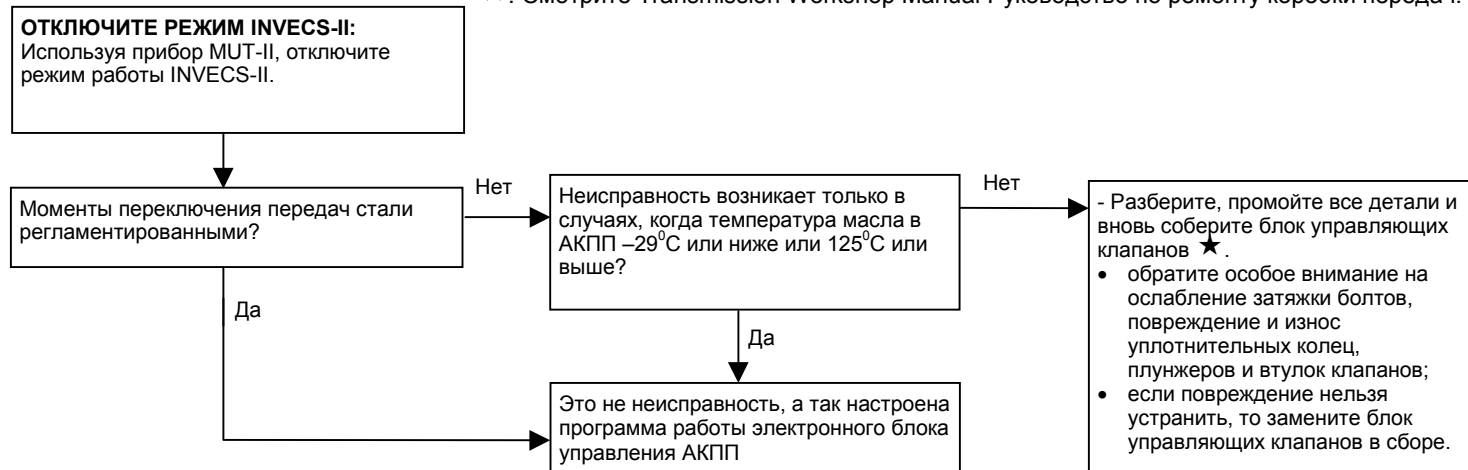 Смотрите Transmission Workshop Manual Руководство по ремонту коробки передач.
ОТКЛЮЧИТЕ РЕЖИМ INVECS-II:
Используя прибор MUT-II, отключите
режим работы INVECS-II.
Моменты переключения передач стали
регламентированными?
Нет
Неисправность возникает только в
случаях, когда температура масла в
АКПП –29⁰С или ниже или 125⁰С или
выше?
Нет
- Разберите, промойте все детали и
вновь соберите блок управляющих
клапанов ★.
• обратите особое внимание на
ослабление затяжки болтов,
повреждение и износ
уплотнительных колец,
плунжеров и втулок клапанов;
• если повреждение нельзя
устранить, то замените блок
управляющих клапанов в сборе.
Да
Да
Это не неисправность, а так настроена
программа работы электронного блока
управления АКПП